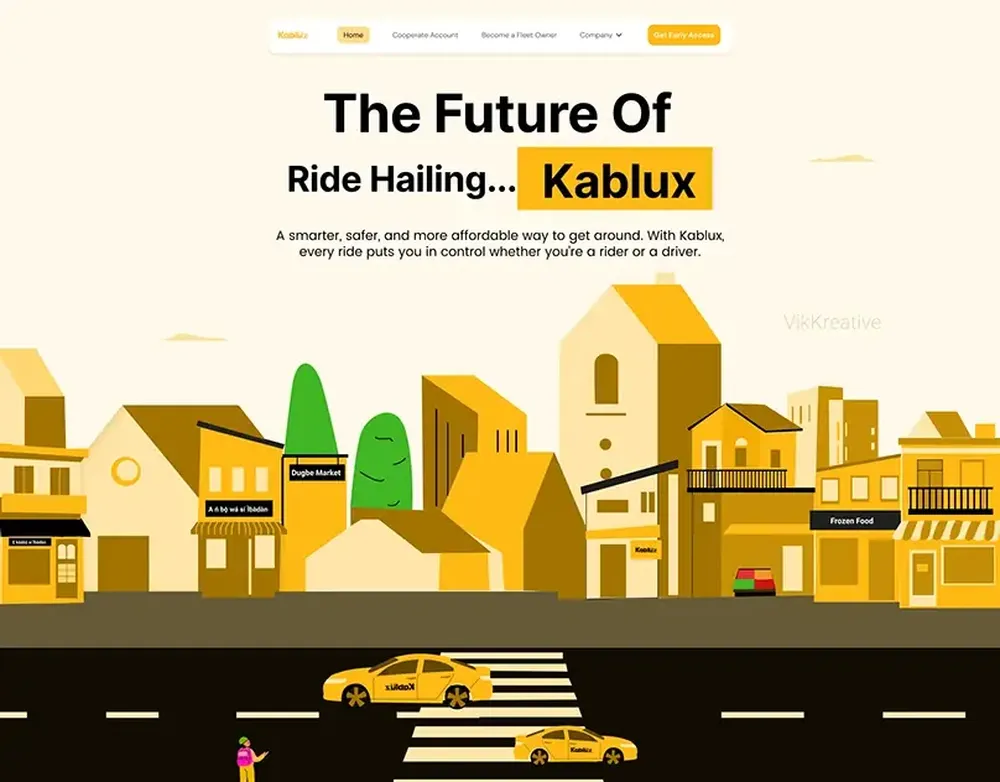 Kablux
Home
Cooperate Account
Become a Fleet Owner
Company
Get Early Access
The Future Of
Ride Hailing... Kablux
A smarter, safer, and more affordable way to get around. With Kablux,
every ride puts you in control whether you're a rider or a driver.
VikKreative
Dugbe Market
A ń bọ̀ wá sí Ìbàdàn
Frozen Food
Kablux
Kablux
Kablux